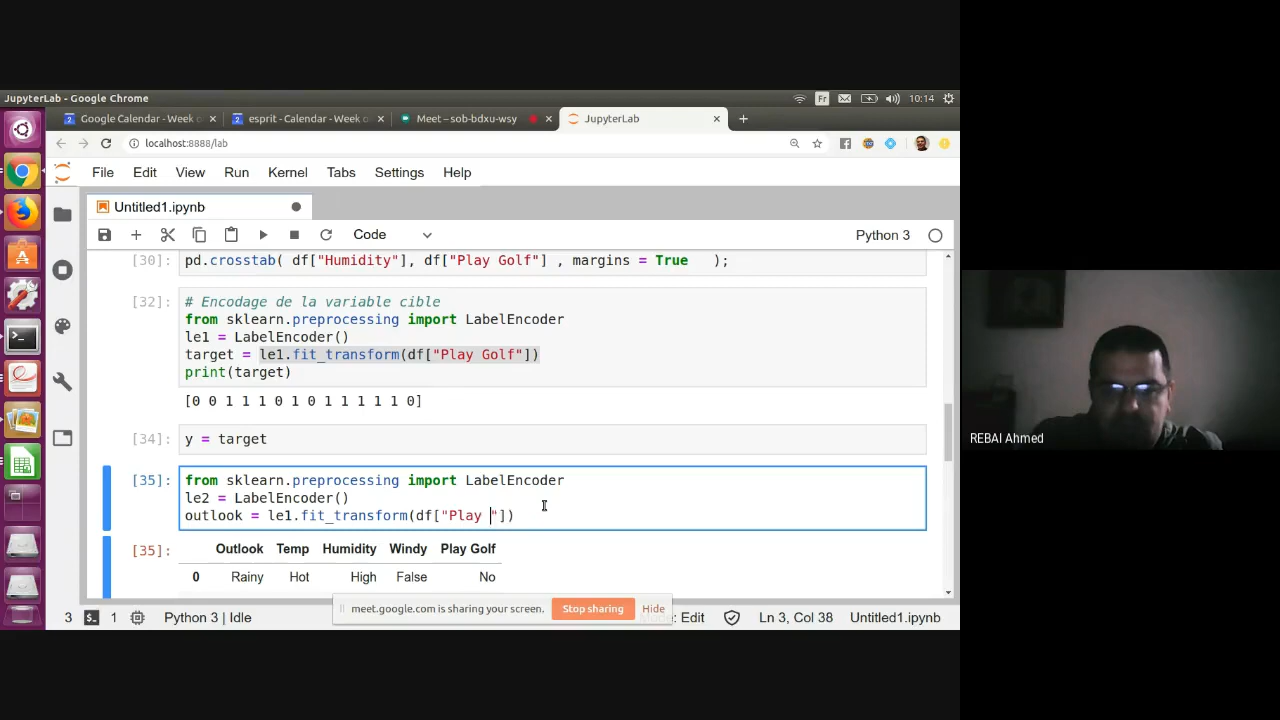 JupyterLab - Google Chrome
Fr
10:14
Google Calendar - Week o
esprit - Calendar - Week o
Meet – sob-bdxu-wsy
JupyterLab
localhost:8888/lab
File Edit View Run Kernel Tabs Settings Help
Untitled1.ipynb
Code
Python 3
[30]: pd.crosstab( df["Humidity"], df["Play Golf"] , margins = True );
[32]: # Encodage de la variable cible
from sklearn.preprocessing import LabelEncoder
le1 = LabelEncoder()
target = le1.fit_transform(df["Play Golf"])
print(target)
[0 0 1 1 1 0 1 0 1 1 1 1 1 0]
[34]: y = target
[35]: from sklearn.preprocessing import LabelEncoder
le2 = LabelEncoder()
outlook = le1.fit_transform(df["Play "])
[35]: Outlook Temp Humidity Windy Play Golf
0 Rainy Hot High False No
meet.google.com is sharing your screen. Stop sharing Hide
3 1 Python 3 | Idle Edit Ln 3, Col 38 Untitled1.ipynb
REBAI Ahmed